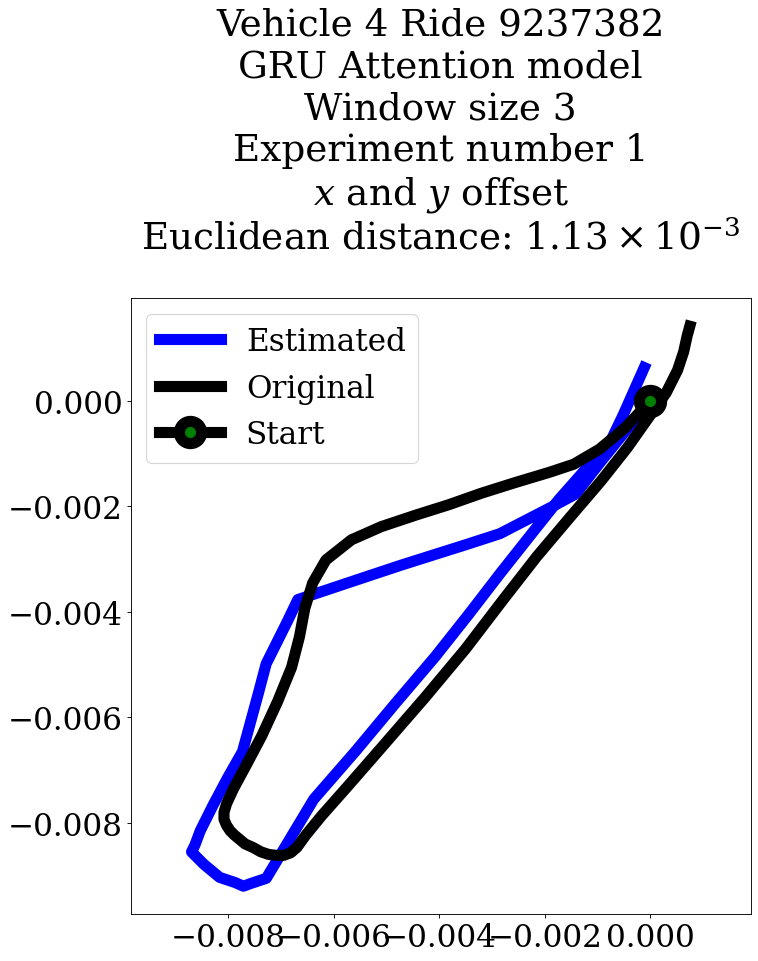 Vehicle 4 Ride 9237382
GRU Attention model
Window size 3
Experiment number 1
x and y offset
Euclidean distance: 1.13 × 10⁻³
Estimated
Original
Start
0.000
−0.002
−0.004
−0.006
−0.008
−0.008 −0.006 −0.004 −0.002 0.000